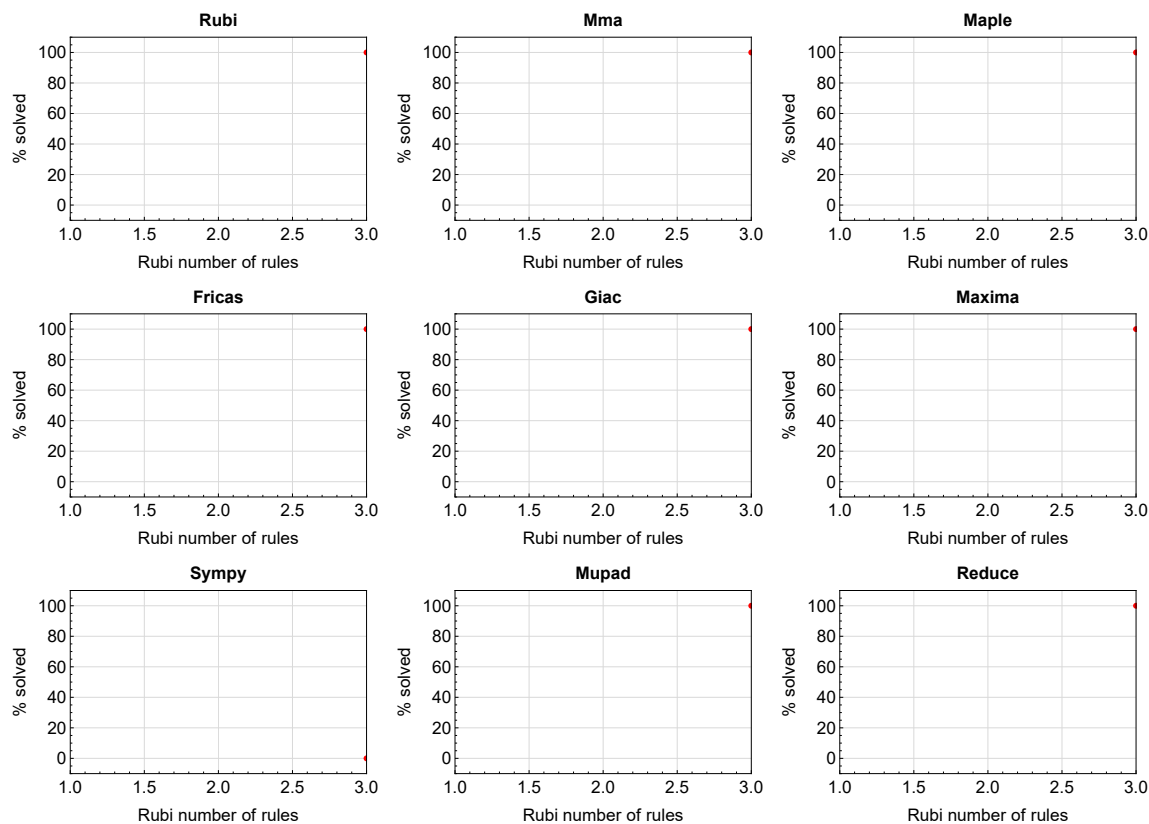 Rubi Mma Maple
100 100 100
80 80 80
% solved 60 % solved 60 % solved 60
40 40 40
20 20 20
0 0 0
1.0 1.5 2.0 2.5 3.0 1.0 1.5 2.0 2.5 3.0 1.0 1.5 2.0 2.5 3.0
Rubi number of rules Rubi number of rules Rubi number of rules
Fricas Giac Maxima
100 100 100
80 80 80
% solved 60 % solved 60 % solved 60
40 40 40
20 20 20
0 0 0
1.0 1.5 2.0 2.5 3.0 1.0 1.5 2.0 2.5 3.0 1.0 1.5 2.0 2.5 3.0
Rubi number of rules Rubi number of rules Rubi number of rules
Sympy Mupad Reduce
100 100 100
80 80 80
% solved 60 % solved 60 % solved 60
40 40 40
20 20 20
0 0 0
1.0 1.5 2.0 2.5 3.0 1.0 1.5 2.0 2.5 3.0 1.0 1.5 2.0 2.5 3.0
Rubi number of rules Rubi number of rules Rubi number of rules